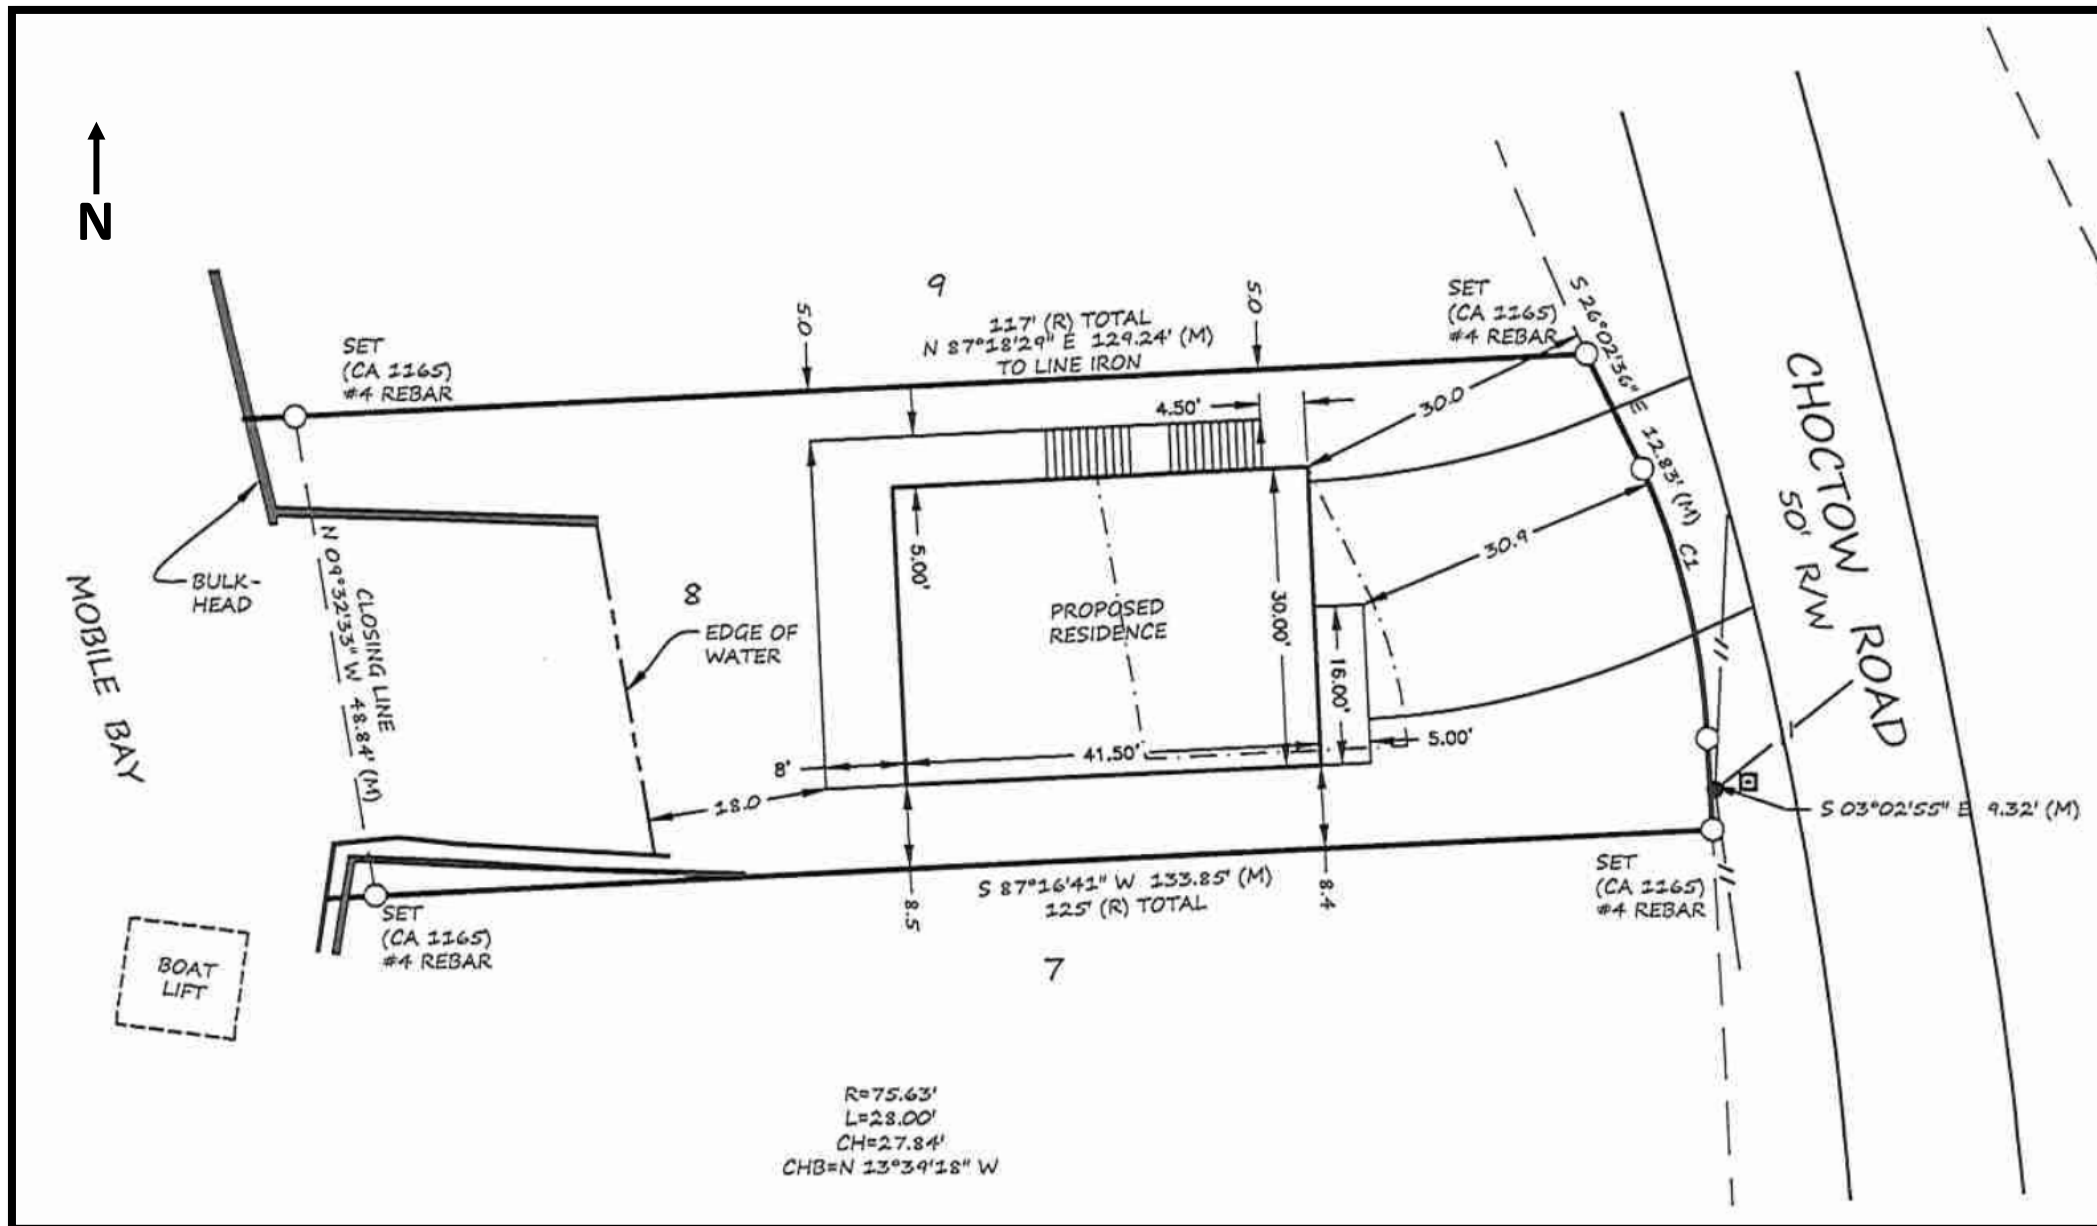 N
9
5.0
5.0
117' (R) TOTAL
N 87°18'29" E 129.24' (M)
TO LINE IRON
SET
(CA 1165)
#4 REBAR
SET
(CA 1165)
#4 REBAR
S 26°02'36" E 12.83' (M)
C1
CHOCTOW ROAD
50' R/W
4.50'
30.0
30.9
BULK-
HEAD
MOBILE BAY
CLOSING LINE
N 09°32'33" W 48.84' (M)
8
EDGE OF
WATER
5.00'
PROPOSED
RESIDENCE
30.00'
16.00'
5.00'
41.50'
8'
18.0
S 03°02'55" E 9.32' (M)
S 87°16'41" W 133.85' (M)
125' (R) TOTAL
8.5
8.4
SET
(CA 1165)
#4 REBAR
SET
(CA 1165)
#4 REBAR
7
BOAT
LIFT
R=75.63'
L=28.00'
CH=27.84'
CHB=N 13°39'18" W